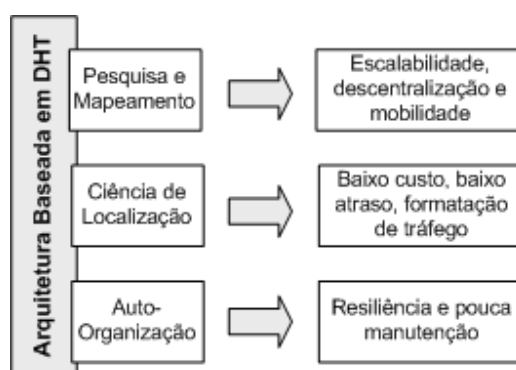 Arquitetura Baseada em DHT
Pesquisa e
Mapeamento
Escalabilidade,
descentralização e
mobilidade
Ciência de
Localização
Baixo custo, baixo
atraso, formatação
de tráfego
Auto-
Organização
Resiliência e pouca
manutenção